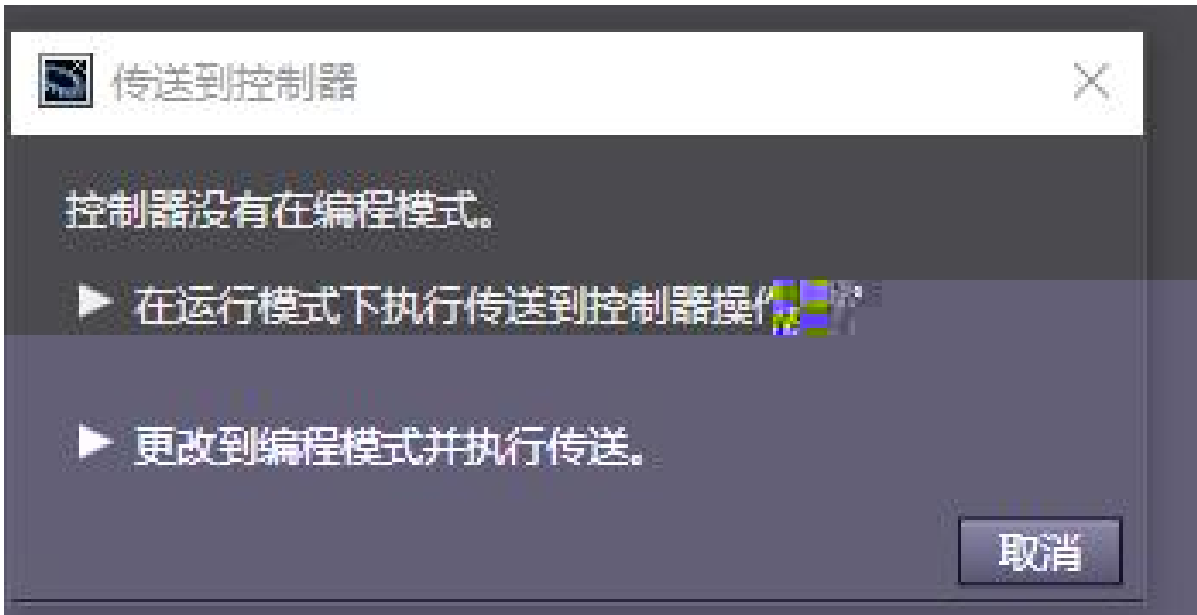 传送到控制器
控制器没有在编程模式。
在运行模式下执行传送到控制器操作
更改到编程模式并执行传送。
取消